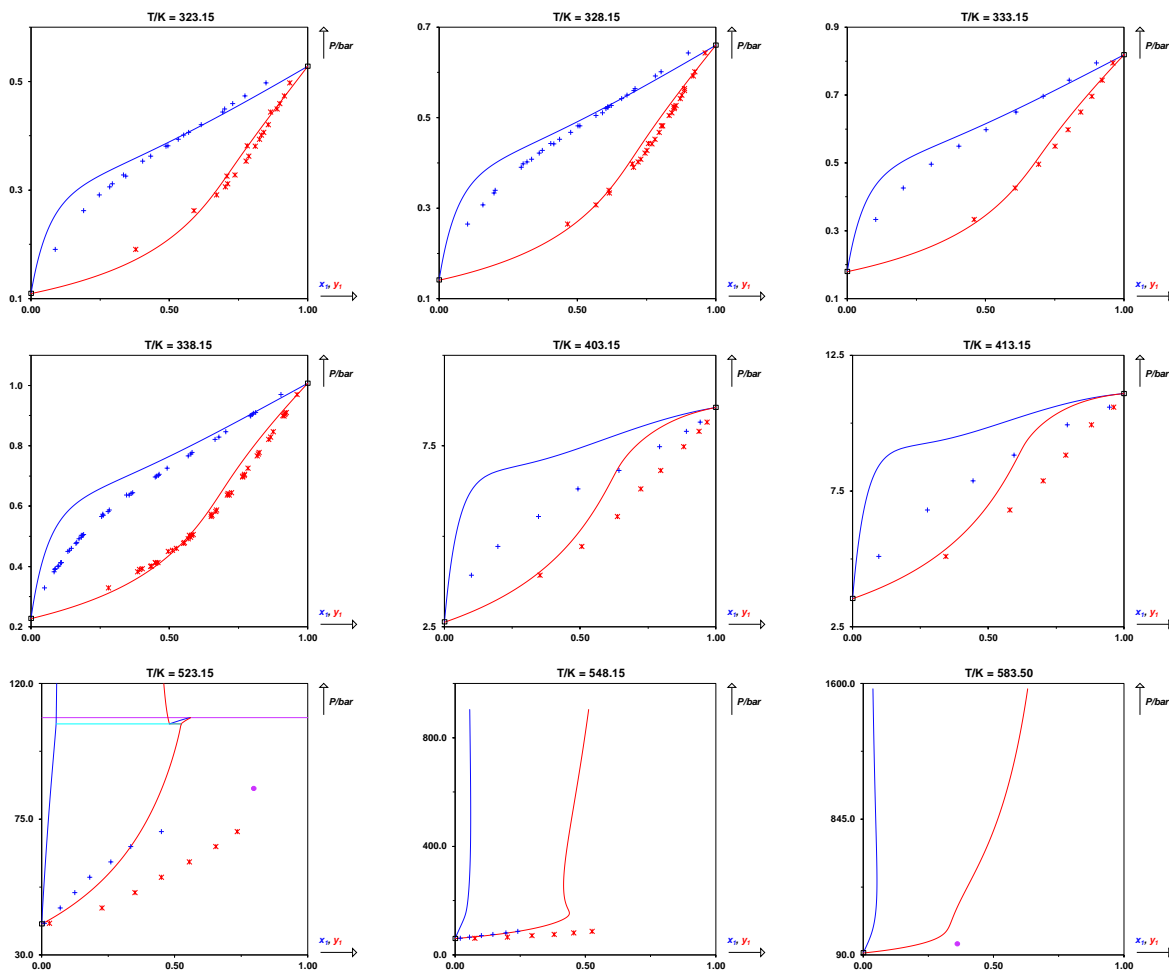 T/K = 323.15
P/bar
0.5
0.3
0.1
0.00
0.50
1.00
x₁, y₁
T/K = 328.15
P/bar
0.7
0.5
0.3
0.1
0.00
0.50
1.00
x₁, y₁
T/K = 333.15
P/bar
0.9
0.7
0.5
0.3
0.1
0.00
0.50
1.00
x₁, y₁
T/K = 338.15
P/bar
1.0
0.8
0.6
0.4
0.2
0.00
0.50
1.00
x₁, y₁
T/K = 403.15
P/bar
7.5
2.5
0.00
0.50
1.00
x₁, y₁
T/K = 413.15
P/bar
12.5
7.5
2.5
0.00
0.50
1.00
x₁, y₁
T/K = 523.15
P/bar
120.0
75.0
30.0
0.00
0.50
1.00
x₁, y₁
T/K = 548.15
P/bar
800.0
400.0
0.0
0.00
0.50
1.00
x₁, y₁
T/K = 583.50
P/bar
1600.0
845.0
90.0
0.00
0.50
1.00
x₁, y₁